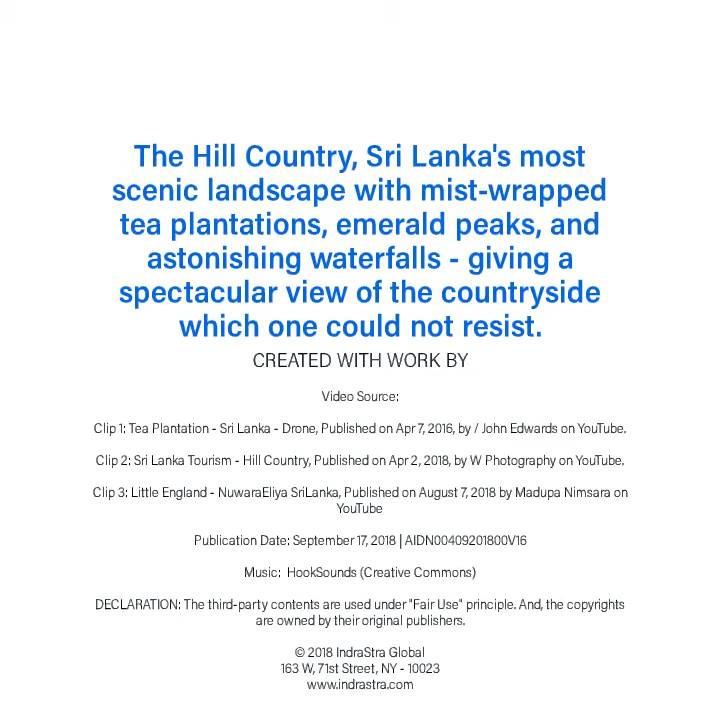 The Hill Country, Sri Lanka's most
scenic landscape with mist-wrapped
tea plantations, emerald peaks, and
astonishing waterfalls - giving a
spectacular view of the countryside
which one could not resist.
CREATED WITH WORK BY
Video Source:
Clip 1: Tea Plantation - Sri Lanka - Drone, Published on Apr 7, 2016, by / John Edwards on YouTube.
Clip 2: Sri Lanka Tourism - Hill Country, Published on Apr 2, 2018, by W Photography on YouTube.
Clip 3: Little England - NuwaraEliya SriLanka, Published on August 7, 2018 by Madupa Nimsara on
YouTube
Publication Date: September 17, 2018 | AIDN00409201800V16
Music:  HookSounds (Creative Commons)
DECLARATION: The third-party contents are used under "Fair Use" principle. And, the copyrights
are owned by their original publishers.
© 2018 IndraStra Global
163 W, 71st Street, NY - 10023
www.indrastra.com